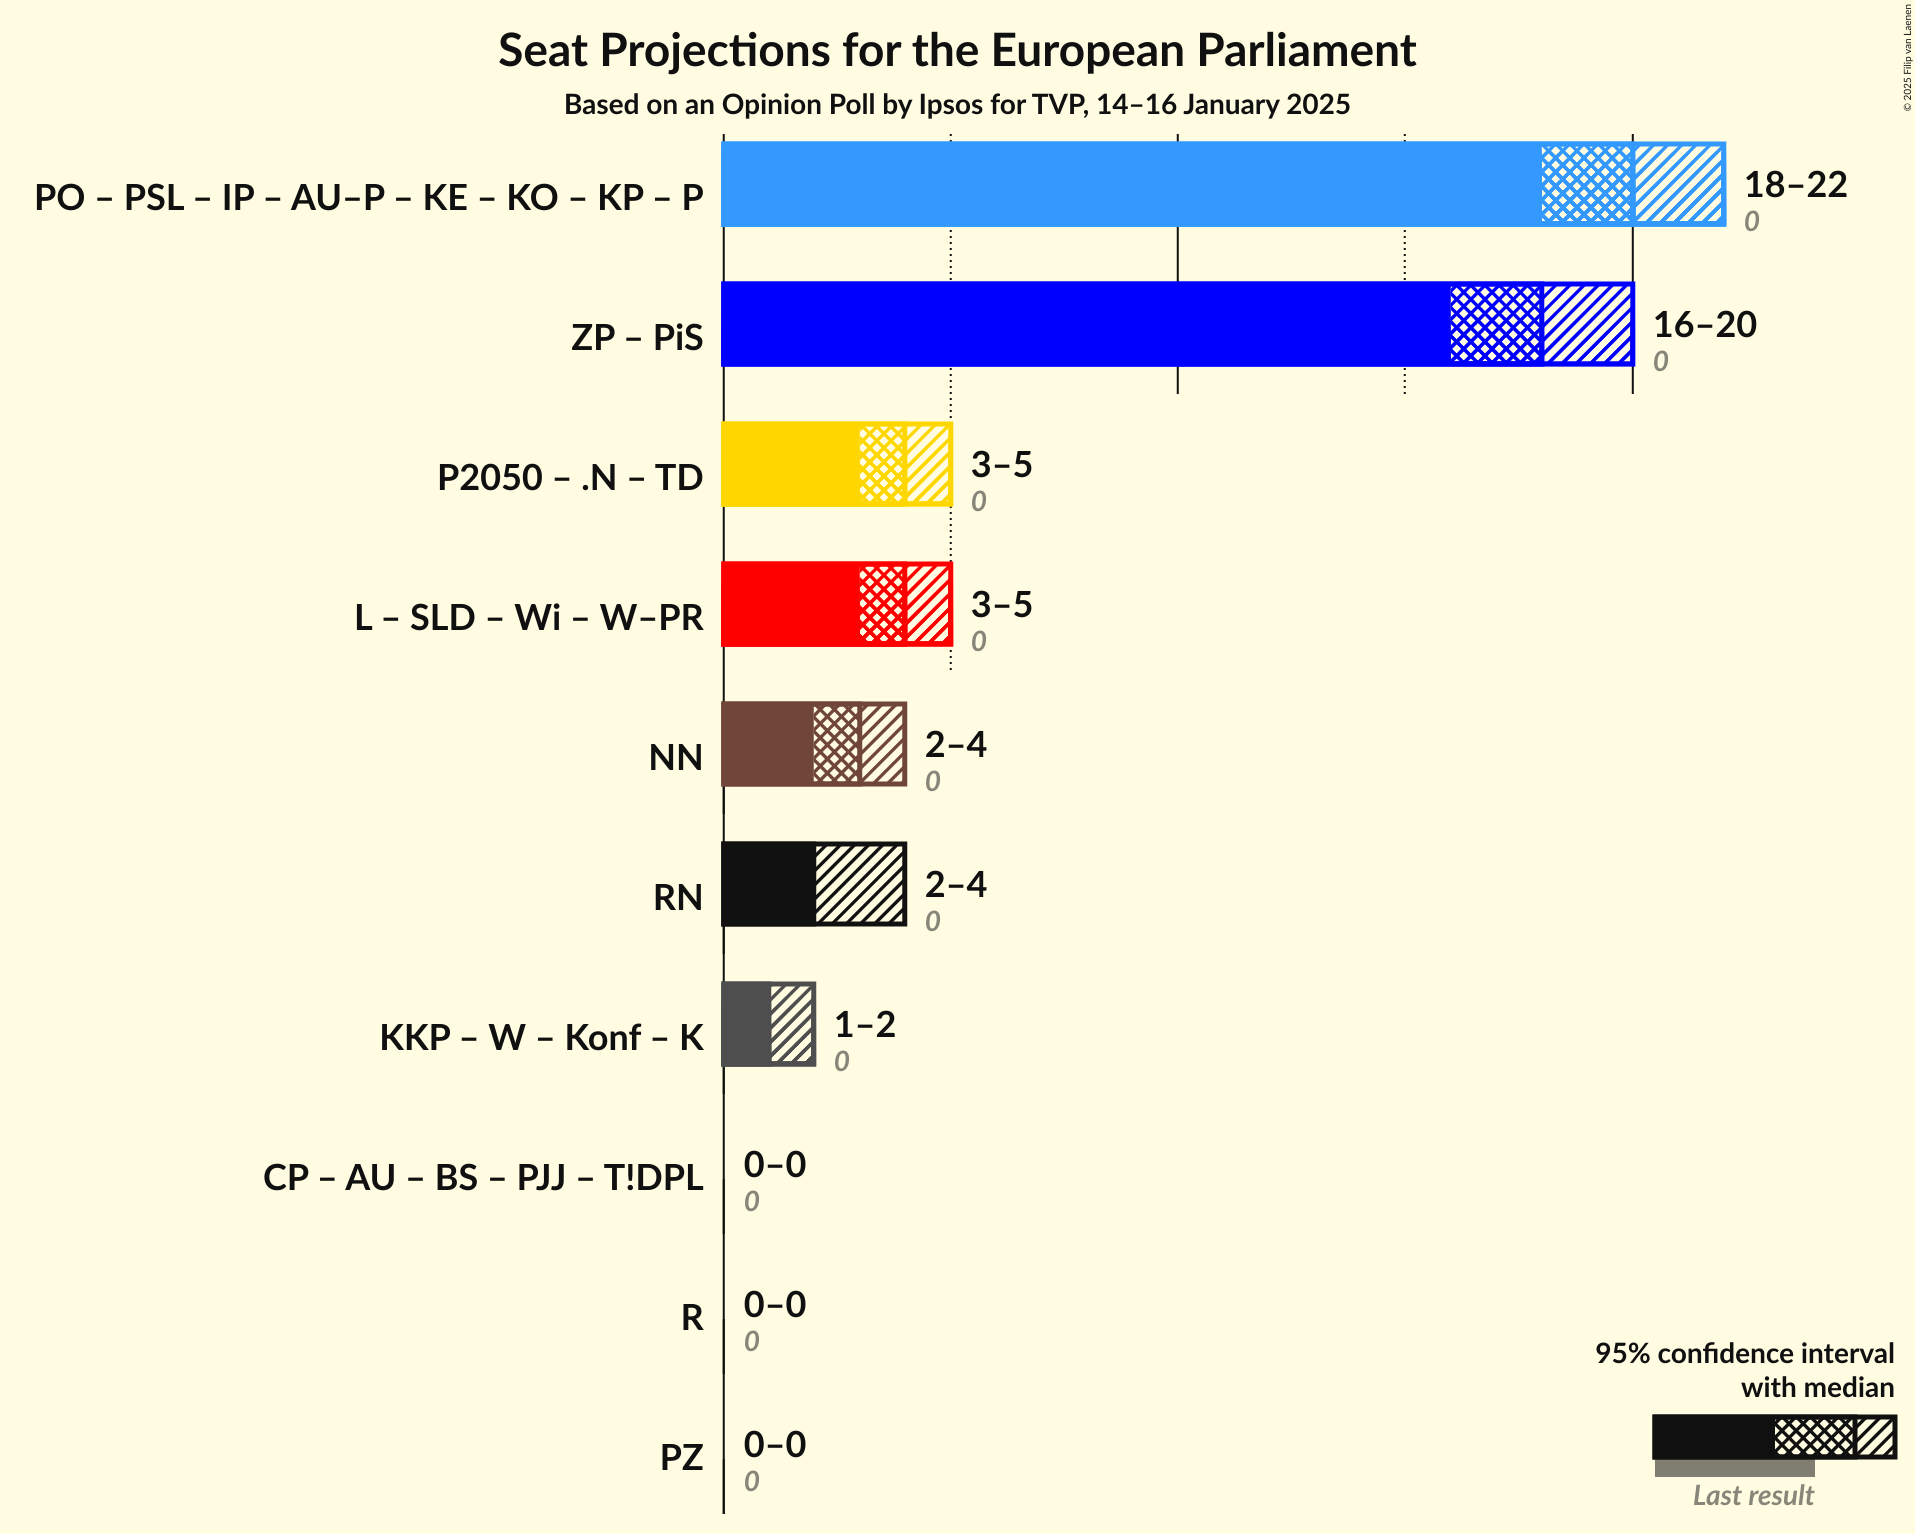 Seat Projections for the European Parliament
Based on an Opinion Poll by Ipsos for TVP, 14–16 January 2025
© 2025 Filip van Laenen
PO – PSL – IP – AU–P – KE – KO – KP – P
18–22
0
ZP – PiS
16–20
0
P2050 – .N – TD
3–5
0
L – SLD – Wi – W–PR
3–5
0
NN
2–4
0
RN
2–4
0
KKP – W – Konf – K
1–2
0
CP – AU – BS – PJJ – T!DPL
0–0
0
R
0–0
0
PZ
0–0
0
95% confidence interval
with median
Last result